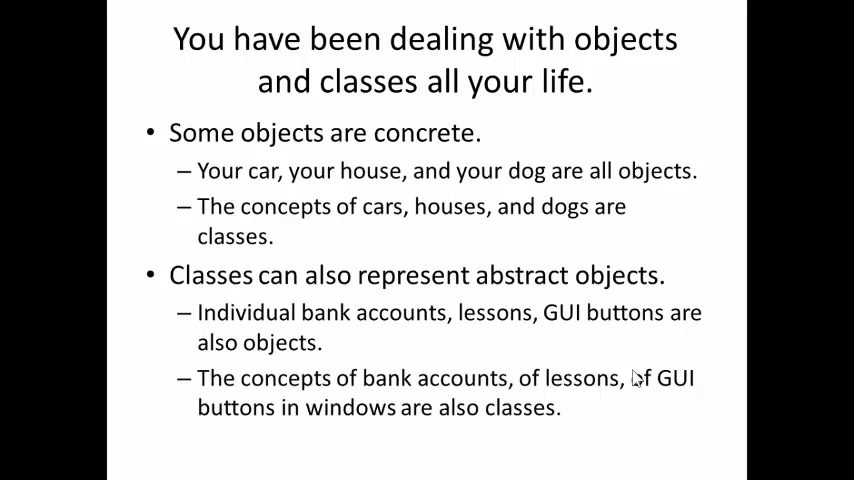 You have been dealing with objects
and classes all your life.
• Some objects are concrete.
– Your car, your house, and your dog are all objects.
– The concepts of cars, houses, and dogs are
classes.
• Classes can also represent abstract objects.
– Individual bank accounts, lessons, GUI buttons are
also objects.
– The concepts of bank accounts, of lessons, of GUI
buttons in windows are also classes.